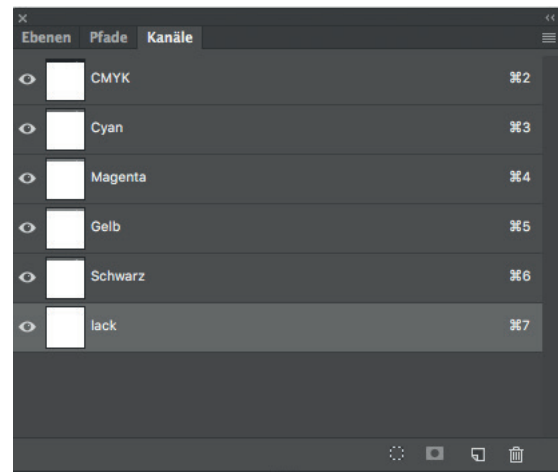 Ebenen Pfade Kanäle
CMYK ⌘2
Cyan ⌘3
Magenta ⌘4
Gelb ⌘5
Schwarz ⌘6
lack ⌘7